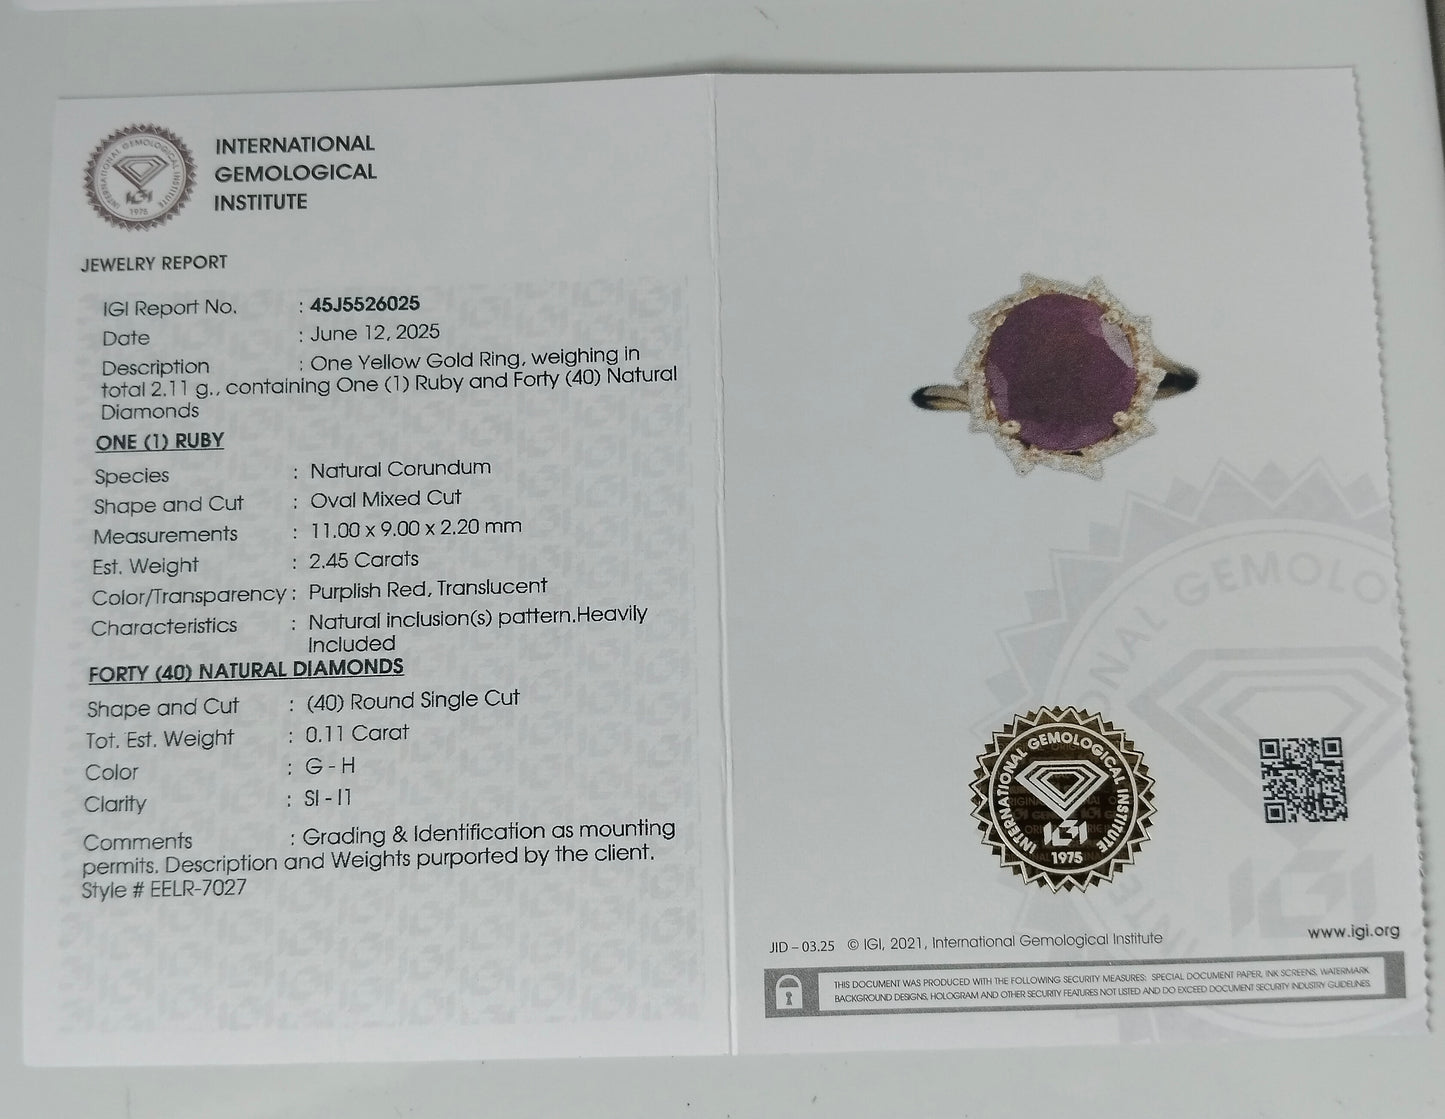 INTERNATIONAL GEMOLOGICAL INSTITUTE
IGI
1975
INTERNATIONAL
GEMOLOGICAL
INSTITUTE
JEWELRY REPORT
IGI Report No. : 45J5526025
Date : June 12, 2025
Description : One Yellow Gold Ring, weighing in
total 2.11 g., containing One (1) Ruby and Forty (40) Natural
Diamonds
ONE (1) RUBY
Species : Natural Corundum
Shape and Cut : Oval Mixed Cut
Measurements : 11.00 x 9.00 x 2.20 mm
Est. Weight : 2.45 Carats
Color/Transparency : Purplish Red, Translucent
Characteristics : Natural inclusion(s) pattern.Heavily
Included
FORTY (40) NATURAL DIAMONDS
Shape and Cut : (40) Round Single Cut
Tot. Est. Weight : 0.11 Carat
Color : G - H
Clarity : SI - I1
Comments : Grading & Identification as mounting
permits. Description and Weights purported by the client.
Style # EELR-7027
INTERNATIONAL GEMOLOGICAL INSTITUTE
IGI
1975
www.igi.org
JID – 03.25 © IGI, 2021, International Gemological Institute
THIS DOCUMENT WAS PRODUCED WITH THE FOLLOWING SECURITY MEASURES: SPECIAL DOCUMENT PAPER, INK SCREENS, WATERMARK
BACKGROUND DESIGNS, HOLOGRAM AND OTHER SECURITY FEATURES NOT LISTED AND DO EXCEED DOCUMENT SECURITY INDUSTRY GUIDELINES.